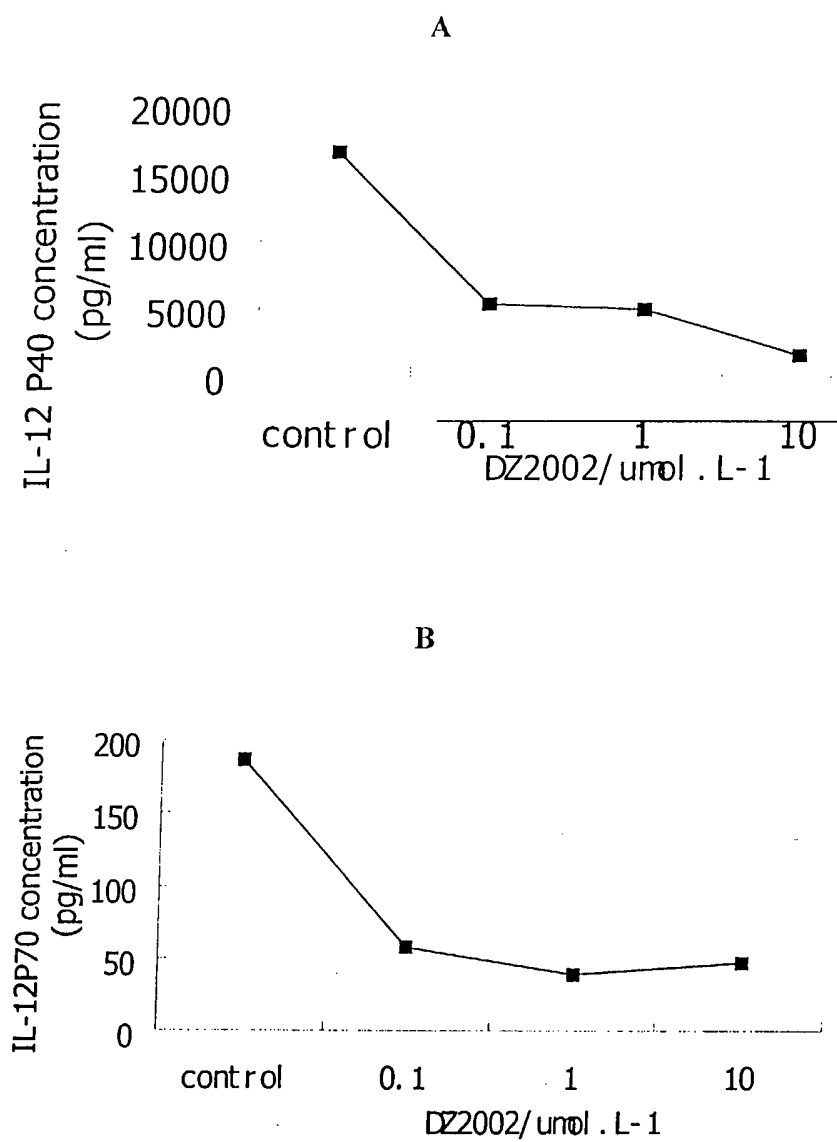 A
IL-12 P40 concentration
(pg/ml)
20000
15000
10000
5000
0
control 0.1 1 10
DZ2002/umol.L-1
B
IL-12P70 concentration
(pg/ml)
200
150
100
50
0
control 0.1 1 10
DZ2002/umol.L-1